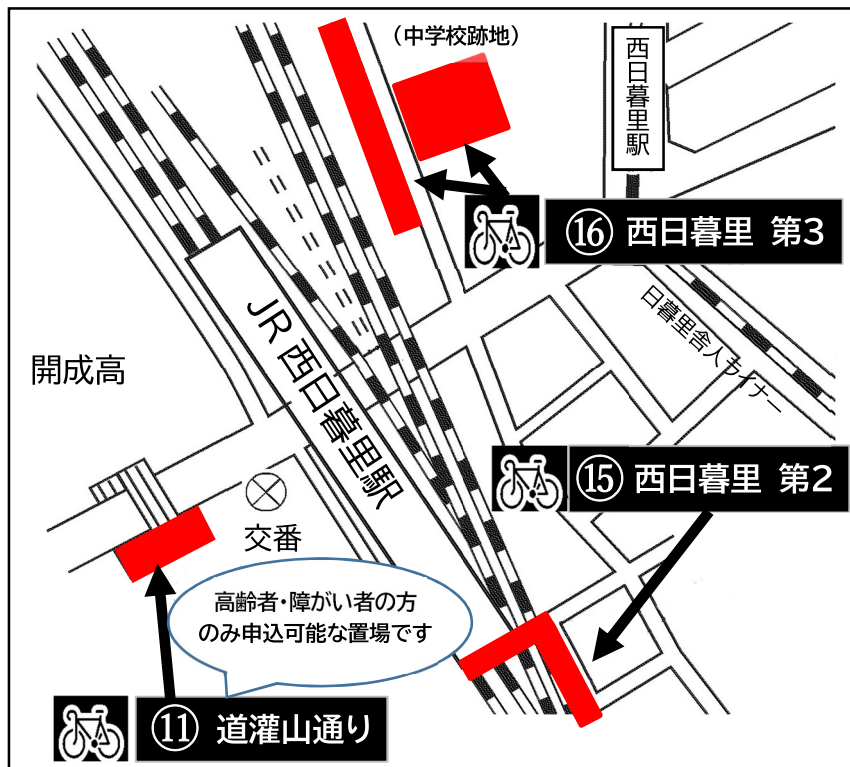 （中学校跡地）
西日暮里駅
⑯ 西日暮里 第3
JR 西日暮里駅
日暮里舎人ライナー
開成高
⑮ 西日暮里 第2
交番
高齢者・障がい者の方
のみ申込可能な置場です
⑪ 道灌山通り